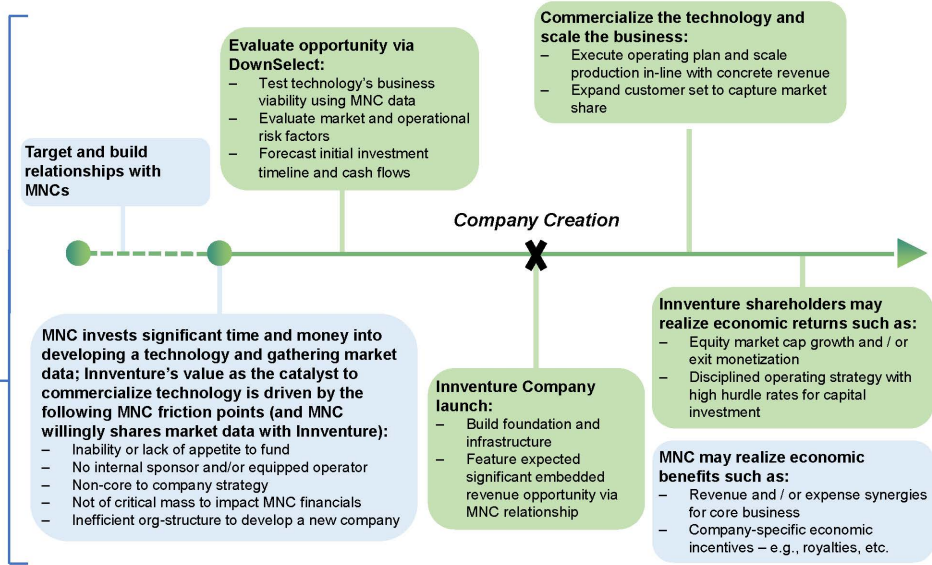 Target and build
relationships with
MNCs
Evaluate opportunity via
DownSelect
– Test technology's business
viability using MNC data
– Evaluate market and operational
risk factors
– Forecast initial investment
timeline and cash flows
Commercialize the technology and
scale the business:
– Execute operating plan and scale
production in-line with concrete revenue
– Expand customer set to capture market
share
Company Creation
MNC invests significant time and money into
developing a technology and gathering market
data; Innventure's value as the catalyst to
commercialize technology is driven by the
following MNC friction points (and MNC
willingly shares market data with Innventure):
– Inability or lack of appetite to fund
– No internal sponsor and/or equipped operator
– Non-core to company strategy
– Not of critical mass to impact MNC financials
– Inefficient org-structure to develop a new company
Innventure Company
launch:
– Build foundation and
infrastructure
– Feature expected
significant embedded
revenue opportunity via
MNC relationship
Innventure shareholders may
realize economic returns such as:
– Equity market cap growth and / or
exit monetization
– Disciplined operating strategy with
high hurdle rates for capital
investment
MNC may realize economic
benefits such as:
– Revenue and / or expense synergies
for core business
– Company-specific economic
incentives – e.g., royalties, etc.